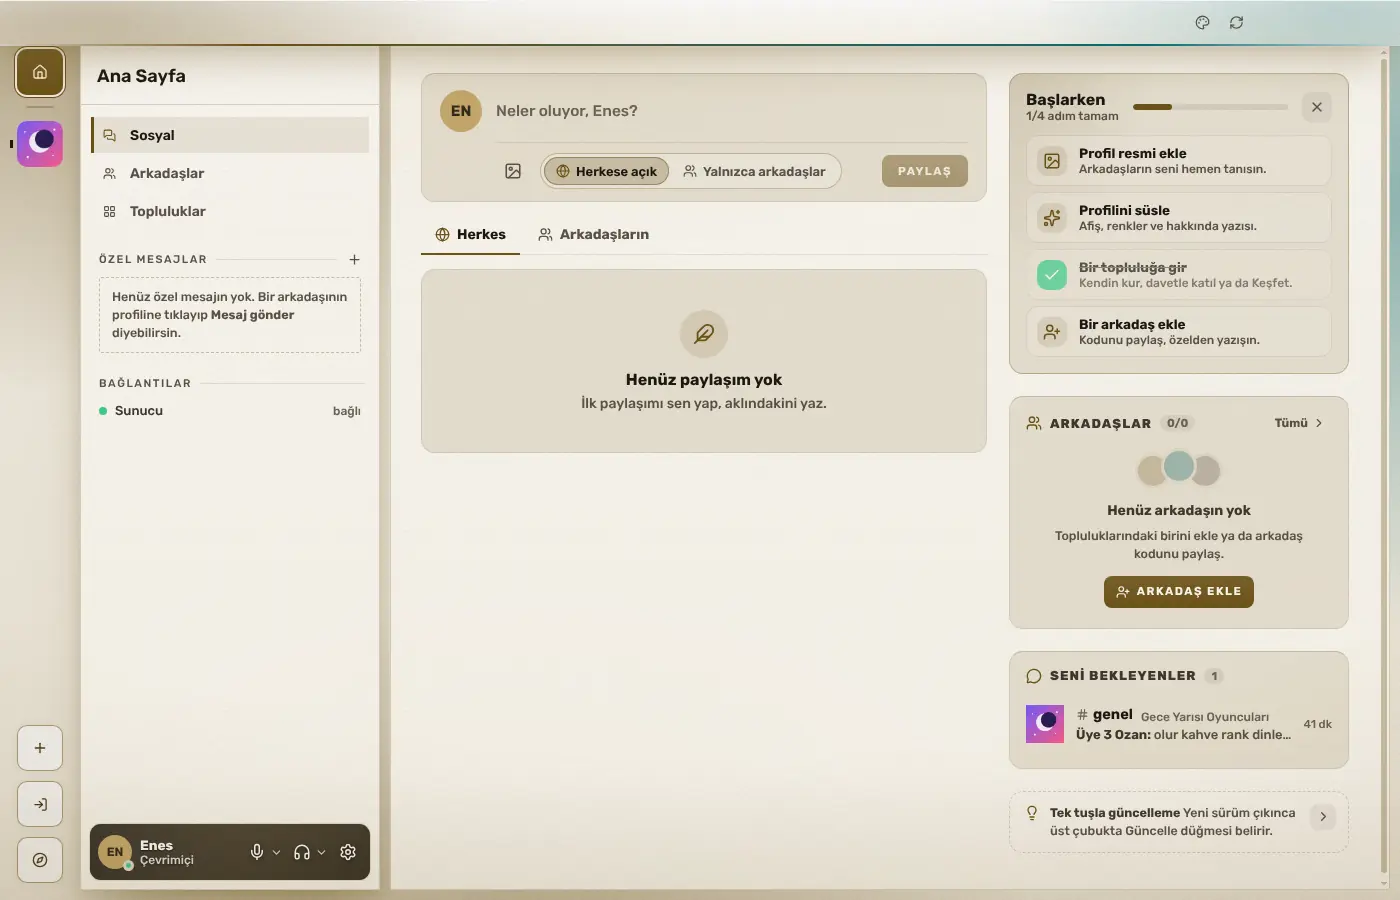 Ana Sayfa
Sosyal
Arkadaşlar
Topluluklar
ÖZEL MESAJLAR
Henüz özel mesajın yok. Bir arkadaşının
profiline tıklayıp Mesaj gönder
diyebilirsin.
BAĞLANTILAR
Sunucu
bağlı
EN
Enes
Çevrimiçi
EN
Neler oluyor, Enes?
Herkese açık
Yalnızca arkadaşlar
PAYLAŞ
Herkes
Arkadaşların
Henüz paylaşım yok
İlk paylaşımı sen yap, aklındakini yaz.
Başlarken
1/4 adım tamam
Profil resmi ekle
Arkadaşların seni hemen tanısın.
Profilini süsle
Afiş, renkler ve hakkında yazısı.
Bir topluluğa gir
Kendin kur, davetle katıl ya da Keşfet.
Bir arkadaş ekle
Kodunu paylaş, özelden yazışın.
ARKADAŞLAR 0/0
Tümü
Henüz arkadaşın yok
Topluluklarındaki birini ekle ya da arkadaş
kodunu paylaş.
ARKADAŞ EKLE
SENİ BEKLEYENLER 1
# genel Gece Yarısı Oyuncuları
Üye 3 Ozan: olur kahve rank dinle…
41 dk
Tek tuşla güncelleme Yeni sürüm çıkınca
üst çubukta Güncelle düğmesi belirir.